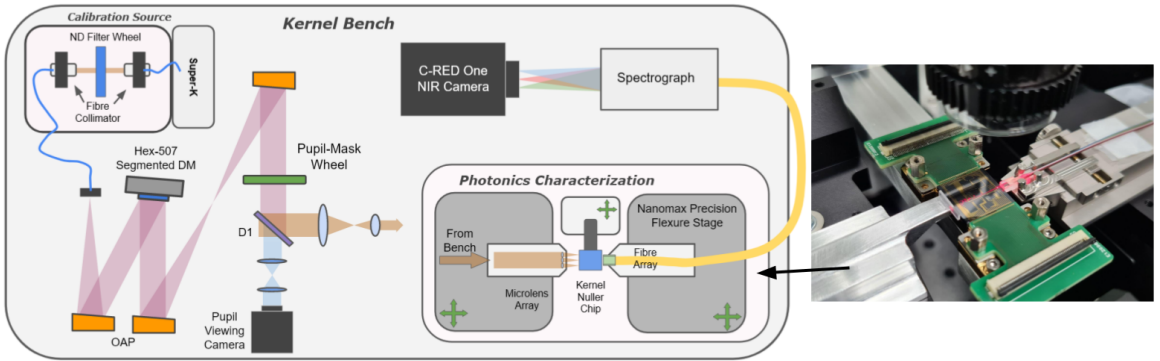 Calibration Source
Kernel Bench
ND Filter Wheel
Super-K
Fibre
Collimator
C-RED One
NIR Camera
Spectrograph
Hex-507
Segmented DM
Pupil-Mask
Wheel
D1
OAP
Pupil
Viewing
Camera
Photonics Characterization
Nanomax Precision
Flexure Stage
From
Bench
Fibre
Array
Microlens
Array
Kernel
Nuller
Chip